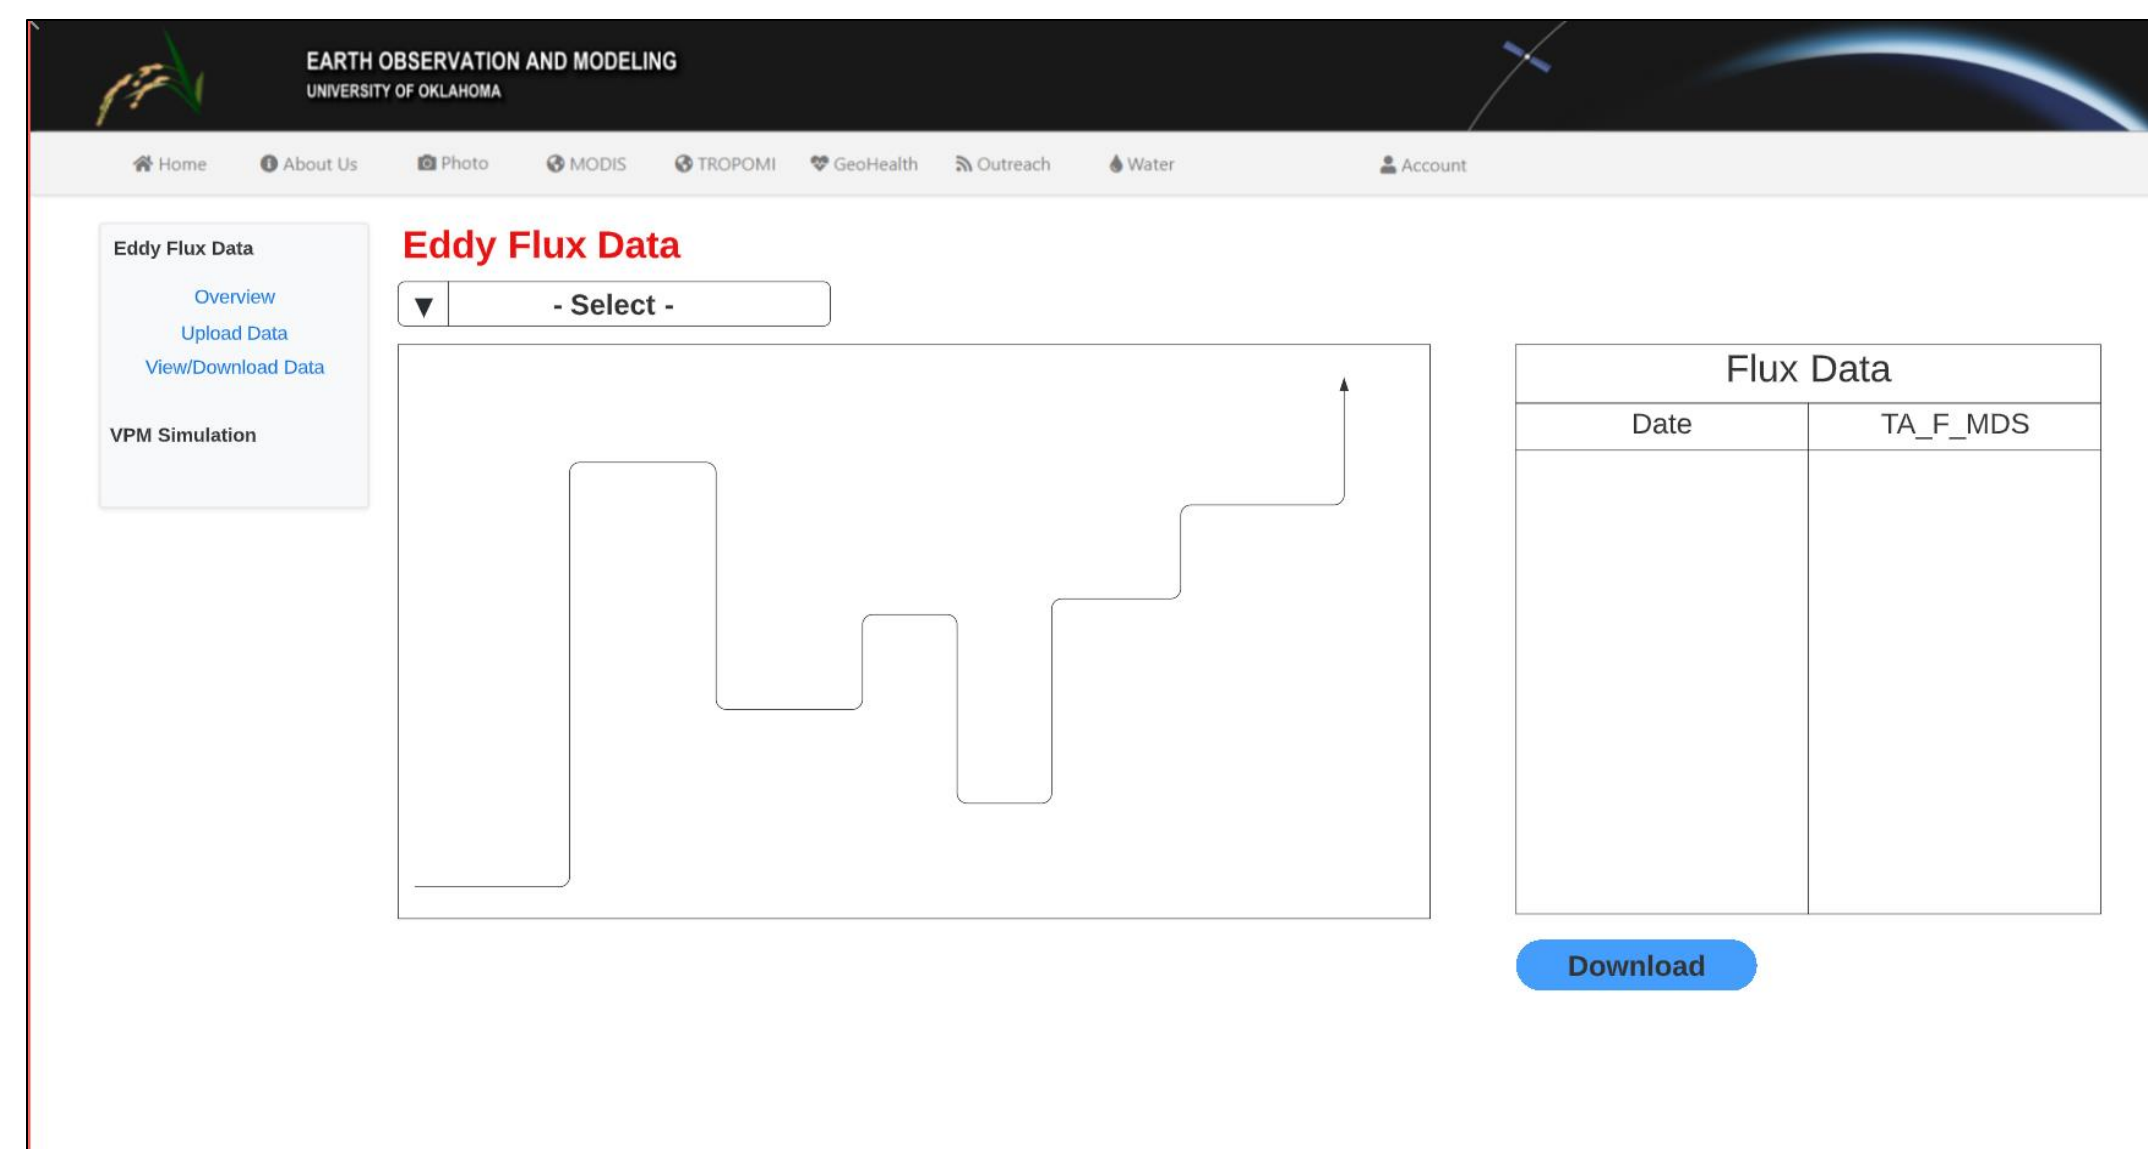 EARTH OBSERVATION AND MODELING
UNIVERSITY OF OKLAHOMA
Home About Us Photo MODIS TROPOMI GeoHealth Outreach Water Account
Eddy Flux Data
Overview
Upload Data
View/Download Data
VPM Simulation
Eddy Flux Data
▼ - Select -
Flux Data
Date TA_F_MDS
Download